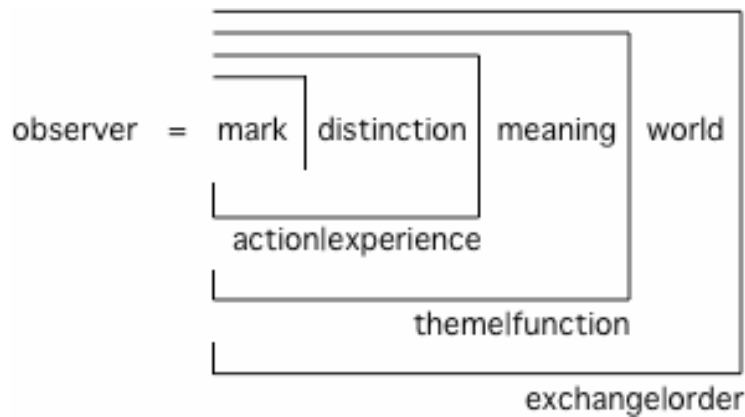 observer = mark distinction meaning world
action|experience
theme|function
exchange|order